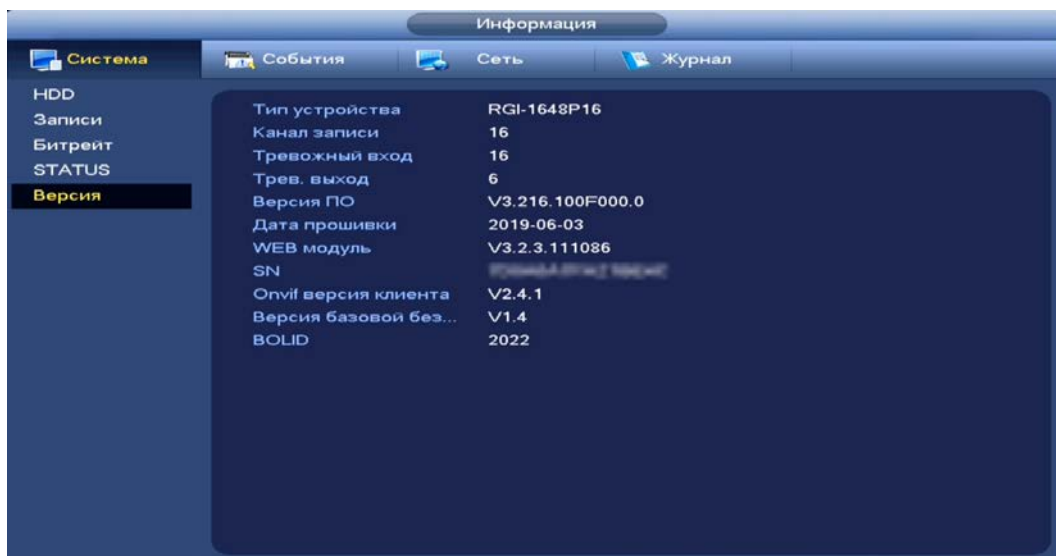 Информация
Система События Сеть Журнал
HDD
Записи
Битрейт
STATUS
Версия
Тип устройства RGI-1648P16
Канал записи 16
Тревожный вход 16
Трев. выход 6
Версия ПО V3.216.100F000.0
Дата прошивки 2019-06-03
WEB модуль V3.2.3.111086
SN
Onvif версия клиента V2.4.1
Версия базовой без... V1.4
BOLID 2022